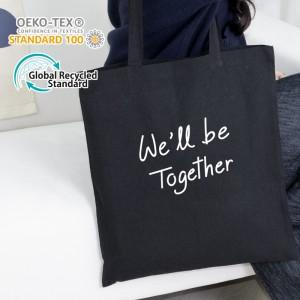 OEKO-TEX®
CONFIDENCE IN TEXTILES
STANDARD 100
Global Recycled
Standard
We'll be
Together